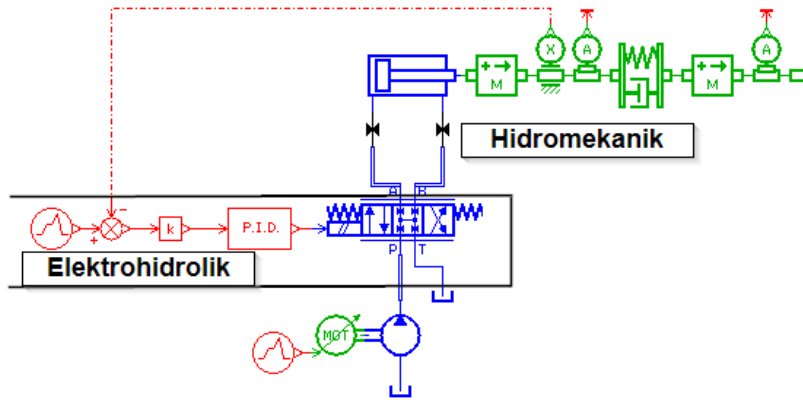 X A A
M M
Hidromekanik
A B
k P.I.D.
P T
Elektrohidrolik
MOT